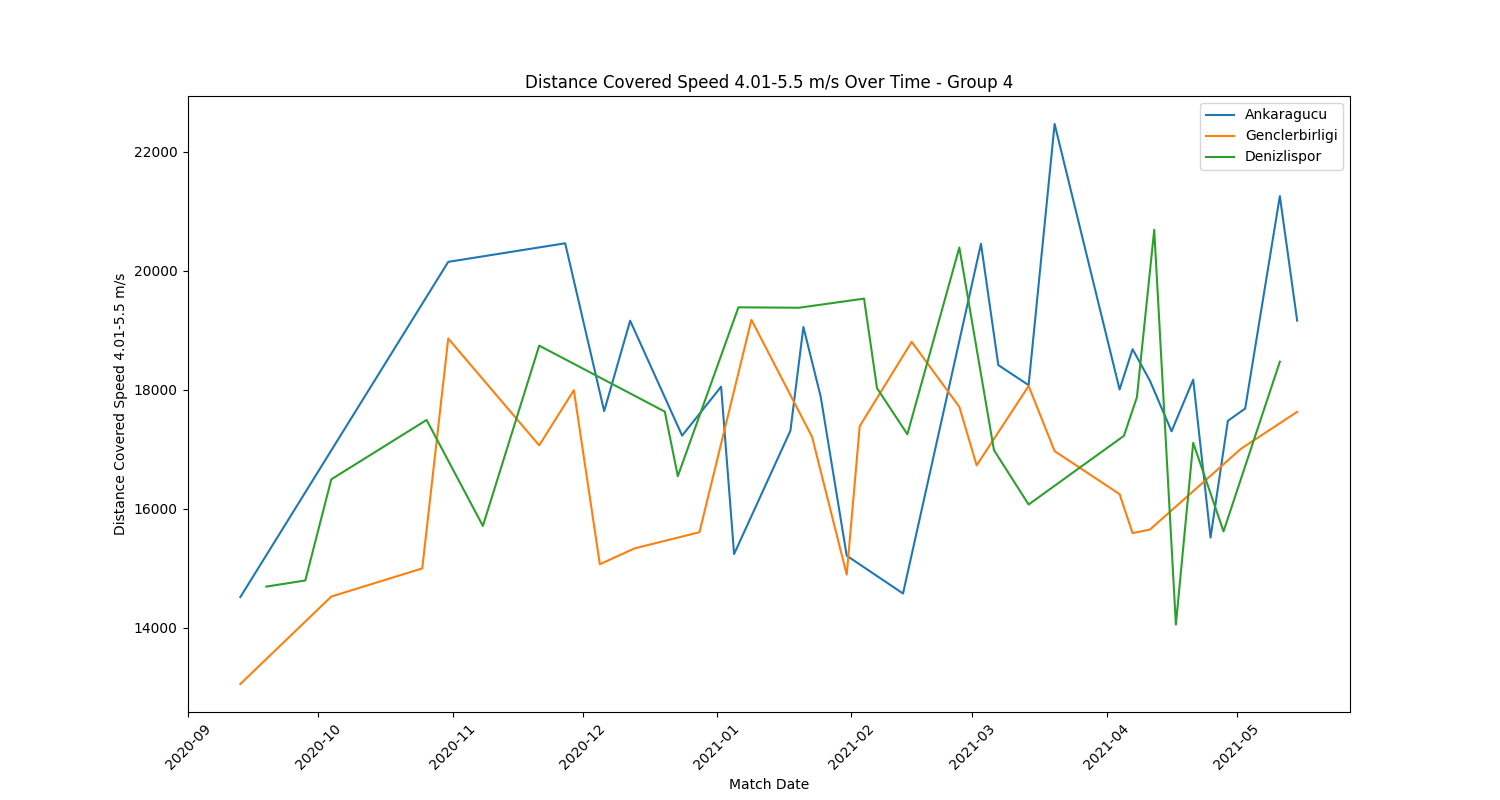 Distance Covered Speed 4.01-5.5 m/s Over Time - Group 4
Ankaragucu
Genclerbirligi
Denizlispor
Distance Covered Speed 4.01-5.5 m/s
22000
20000
18000
16000
14000
2020-09
2020-10
2020-11
2020-12
2021-01
2021-02
2021-03
2021-04
2021-05
Match Date